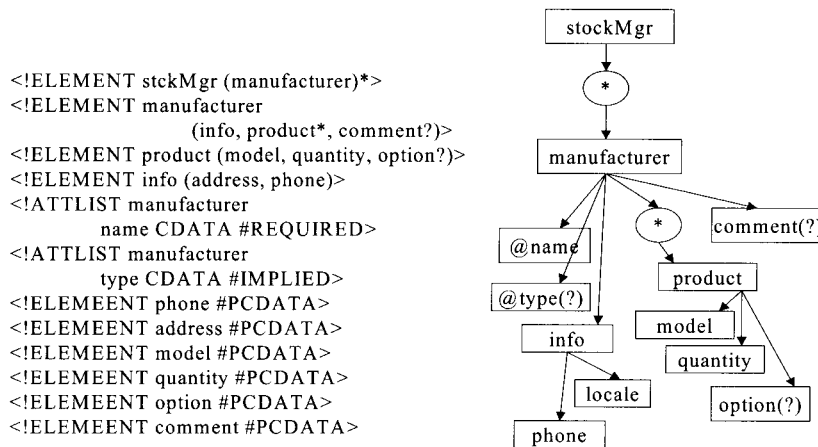 <!ELEMENT stckMgr (manufacturer)*>
<!ELEMENT manufacturer
(info, product*, comment?)>
<!ELEMENT product (model, quantity, option?)>
<!ELEMENT info (address, phone)>
<!ATTLIST manufacturer
name CDATA #REQUIRED>
<!ATTLIST manufacturer
type CDATA #IMPLIED>
<!ELEMEENT phone #PCDATA>
<!ELEMEENT address #PCDATA>
<!ELEMEENT model #PCDATA>
<!ELEMEENT quantity #PCDATA>
<!ELEMEENT option #PCDATA>
<!ELEMEENT comment #PCDATA>
stockMgr
*
manufacturer
@name
*
comment(?)
@type(?)
product
info
model
quantity
locale
option(?)
phone